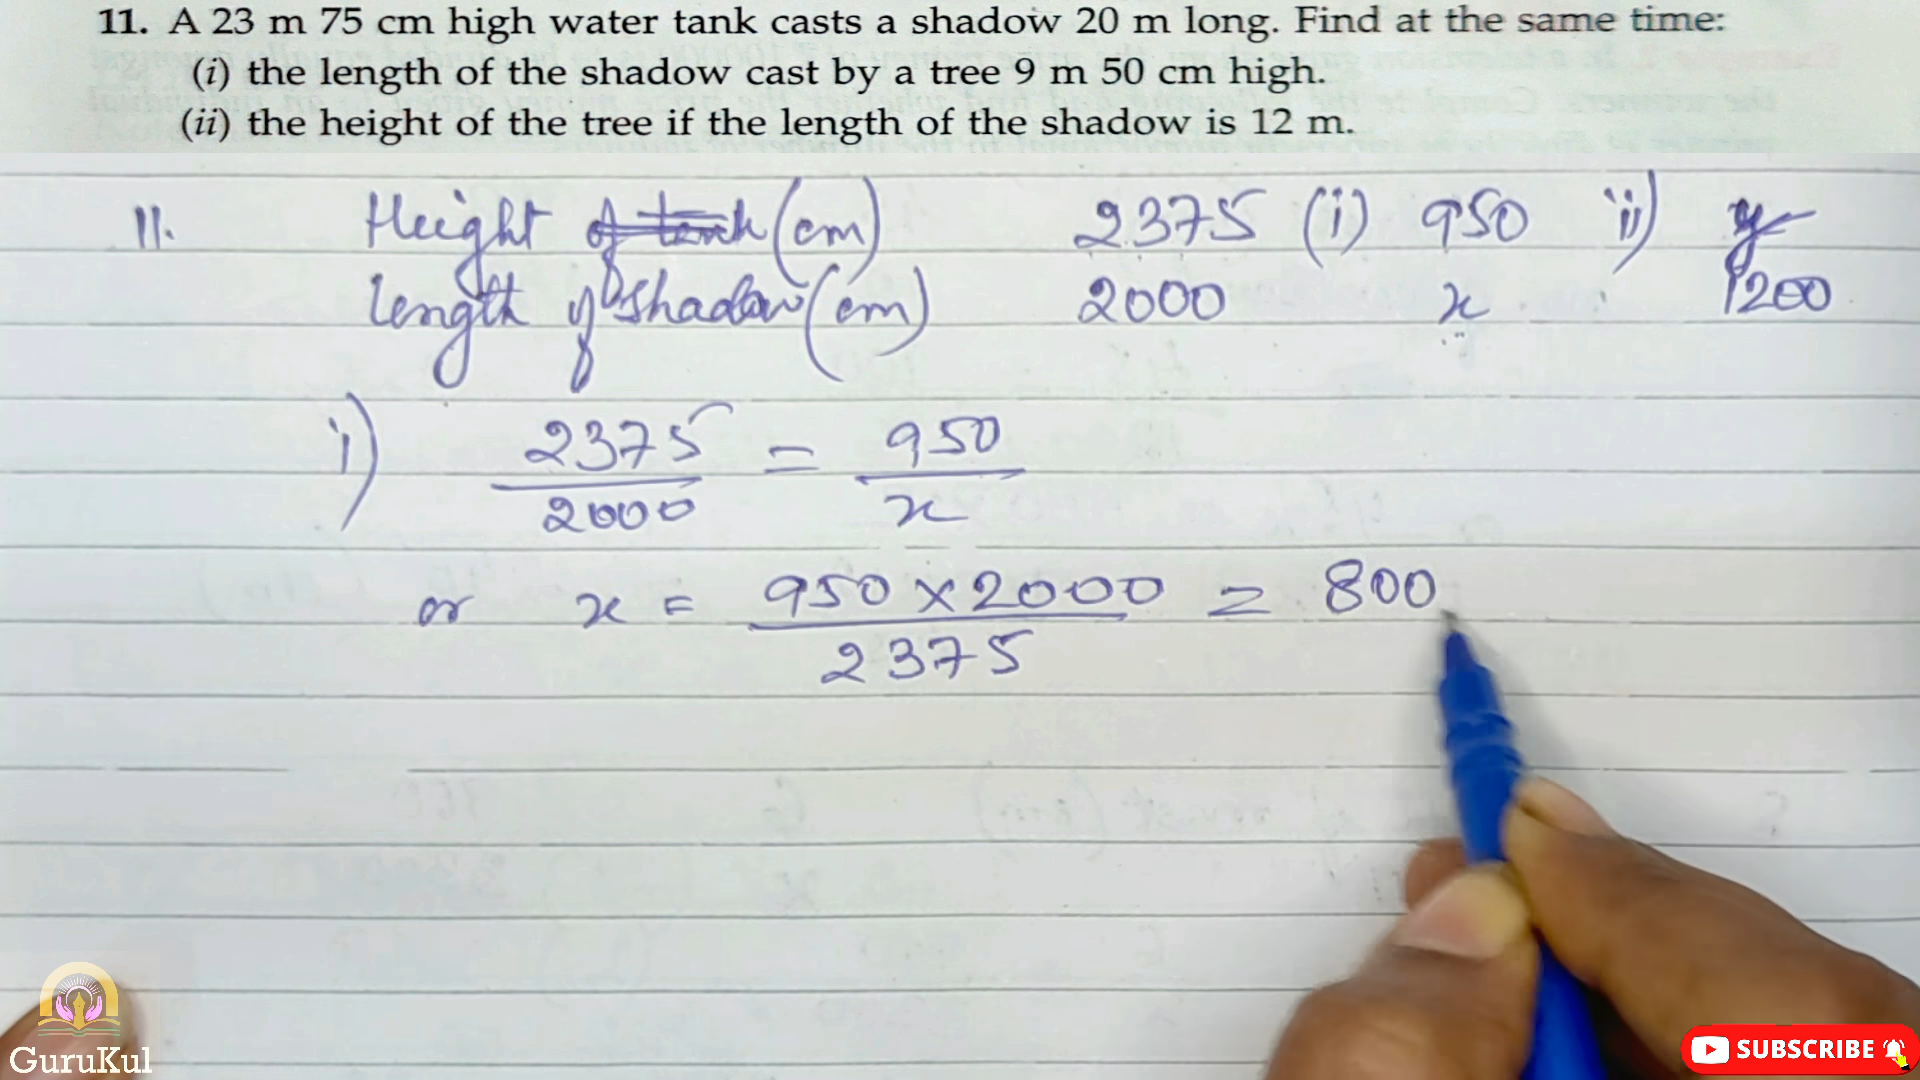 11. A 23 m 75 cm high water tank casts a shadow 20 m long. Find at the same time:
(i) the length of the shadow cast by a tree 9 m 50 cm high.
(ii) the height of the tree if the length of the shadow is 12 m.
11. Height of tank (cm) 2375 (i) 950 ii) y
length of shadow (cm) 2000 x 1200
i) 2375/2000 = 950/x
or x = 950 × 2000/2375 = 800
GuruKul
SUBSCRIBE